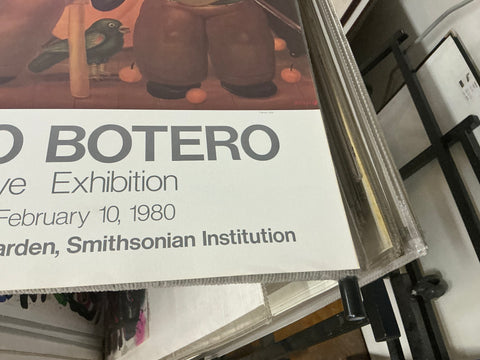 O BOTERO
ve Exhibition
February 10, 1980
arden, Smithsonian Institution